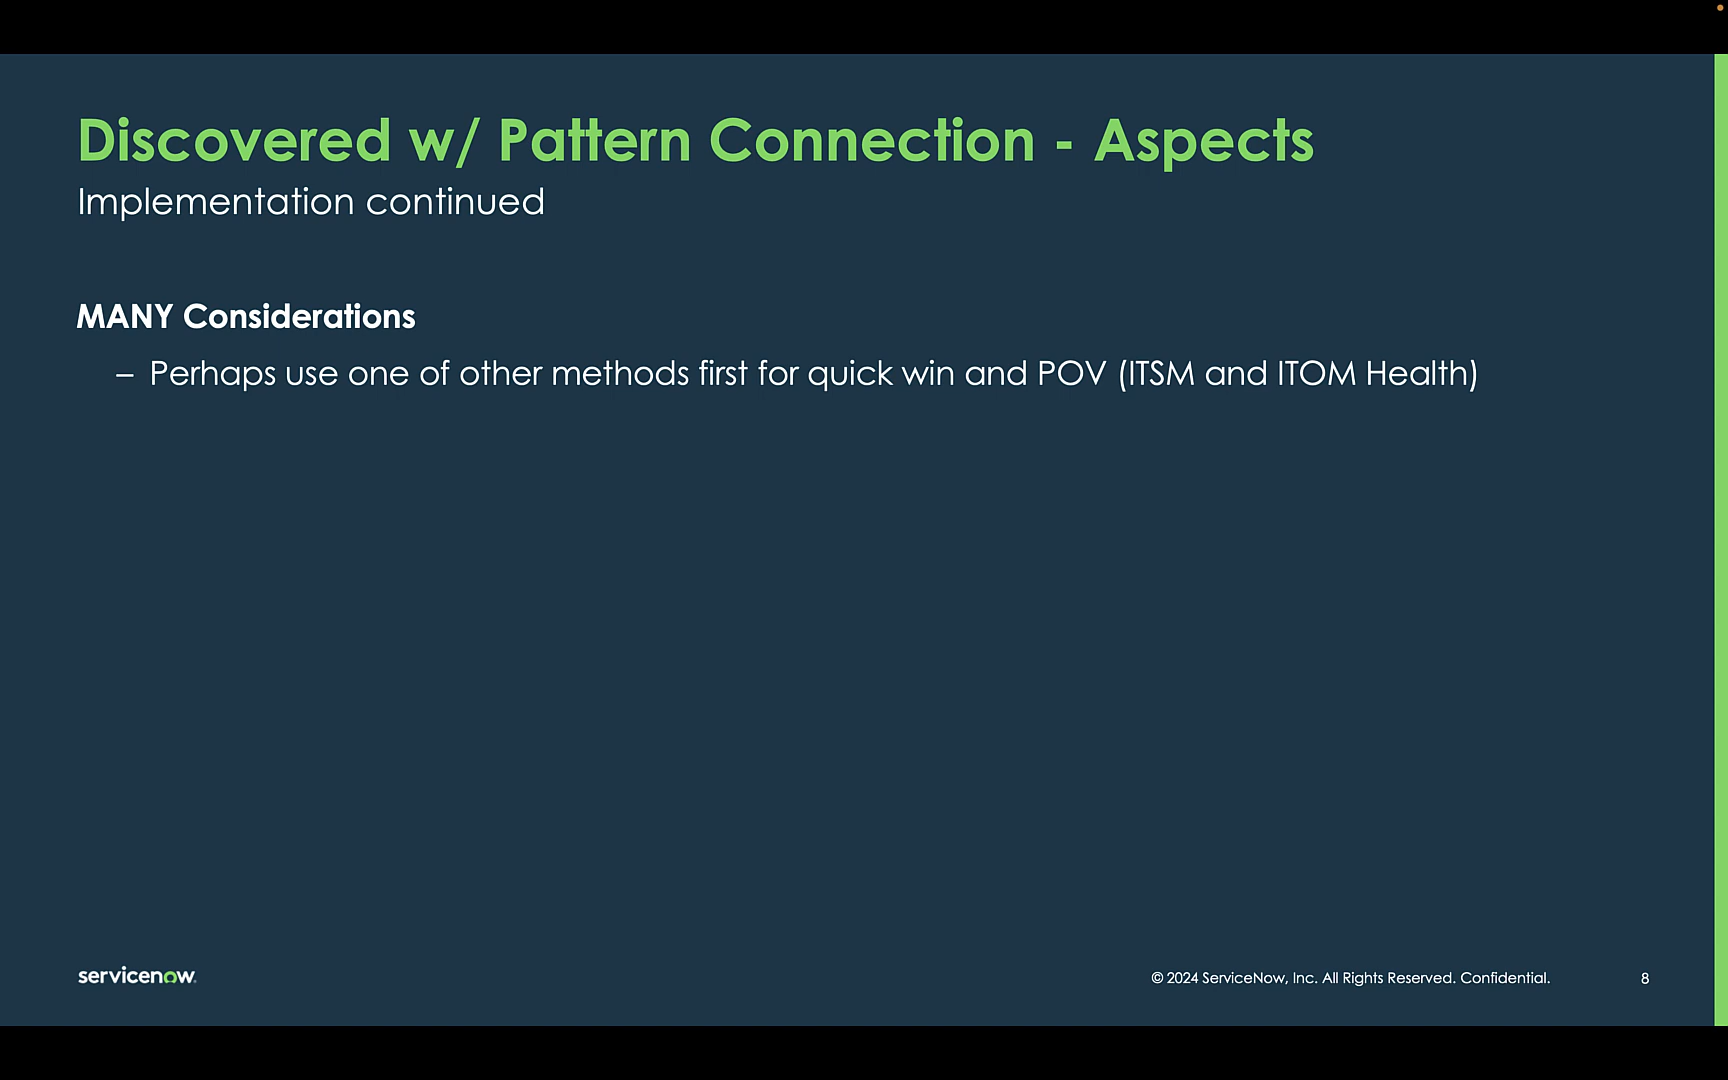 Discovered w/ Pattern Connection - Aspects
Implementation continued
MANY Considerations
– Perhaps use one of other methods first for quick win and POV (ITSM and ITOM Health)
servicenow.
© 2024 ServiceNow, Inc. All Rights Reserved. Confidential.
8